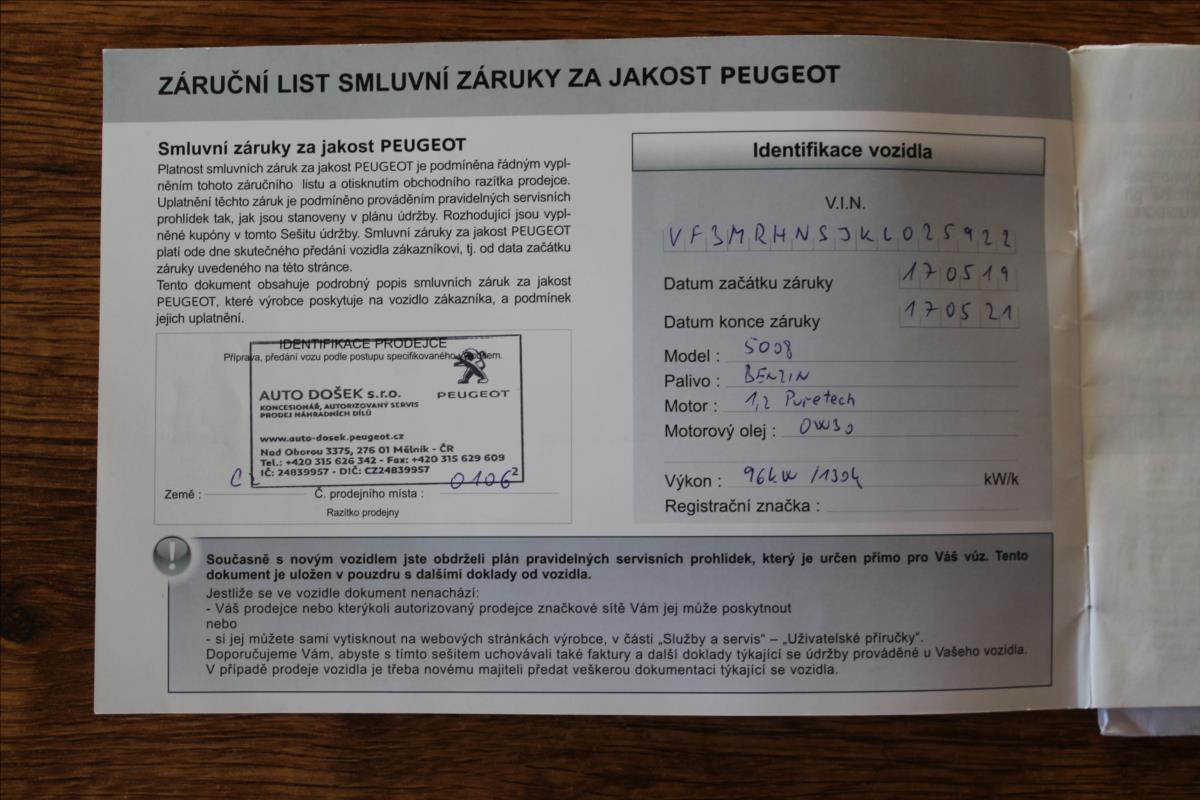 ZÁRUČNÍ LIST SMLUVNÍ ZÁRUKY ZA JAKOST PEUGEOT
Smluvní záruky za jakost PEUGEOT
Platnost smluvních záruk za jakost PEUGEOT je podmíněna řádným vypl-
něním tohoto záručního listu a otisknutím obchodního razítka prodejce.
Uplatnění těchto záruk je podmíněno prováděním pravidelných servisních
prohlídek tak, jak jsou stanoveny v plánu údržby. Rozhodující jsou vypl-
něné kupóny v tomto Sešitu údržby. Smluvní záruky za jakost PEUGEOT
platí ode dne skutečného předání vozidla zákazníkovi, tj. od data začátku
záruky uvedeného na této stránce.
Tento dokument obsahuje podrobný popis smluvních záruk za jakost
PEUGEOT, které výrobce poskytuje na vozidlo zákazníka, a podmínek
jejich uplatnění.
IDENTIFIKACE PRODEJCE
Příprava, předání vozu podle postupu specifikovaného výrobcem.
AUTO DOŠEK s.r.o.
PEUGEOT
KONCESIONÁŘ, AUTORIZOVANÝ SERVIS
PRODEJ NÁHRADNÍCH DÍLŮ
www.auto-dosek.peugeot.cz
Nad Oborou 3375, 276 01 Mělník - ČR
Tel.: +420 315 626 342 - Fax: +420 315 629 609
IČ: 24839957 - DIČ: CZ24839957 2
Země : CZ Č. prodejního místa : 0106
Razítko prodejny
Identifikace vozidla
V.I.N.
VF3MRHNSJKL025922
Datum začátku záruky 170519
Datum konce záruky 170521
Model : 5008
Palivo : BENZIN
Motor : 1,2 Puretech
Motorový olej : 0W30
Výkon : 96kW /130k kW/k
Registrační značka :
Současně s novým vozidlem jste obdrželi plán pravidelných servisních prohlídek, který je určen přímo pro Váš vůz. Tento
dokument je uložen v pouzdru s dalšími doklady od vozidla.
Jestliže se ve vozidle dokument nenachází:
- Váš prodejce nebo kterýkoli autorizovaný prodejce značkové sítě Vám jej může poskytnout
nebo
- si jej můžete sami vytisknout na webových stránkách výrobce, v části „Služby a servis“ – „Uživatelské příručky“.
Doporučujeme Vám, abyste s tímto sešitem uchovávali také faktury a další doklady týkající se údržby prováděné u Vašeho vozidla.
V případě prodeje vozidla je třeba novému majiteli předat veškerou dokumentaci týkající se vozidla.